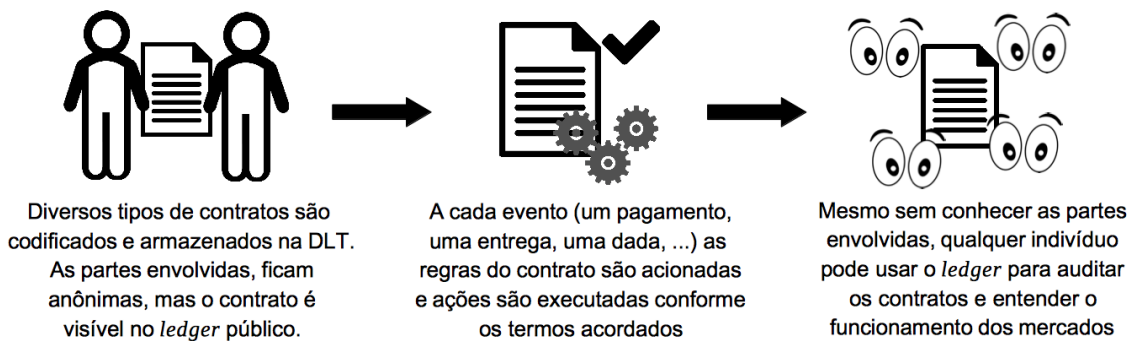 Diversos tipos de contratos são
codificados e armazenados na DLT.
As partes envolvidas, ficam
anônimas, mas o contrato é
visível no ledger público.
A cada evento (um pagamento,
uma entrega, uma dada, ...) as
regras do contrato são acionadas
e ações são executadas conforme
os termos acordados
Mesmo sem conhecer as partes
envolvidas, qualquer indivíduo
pode usar o ledger para auditar
os contratos e entender o
funcionamento dos mercados